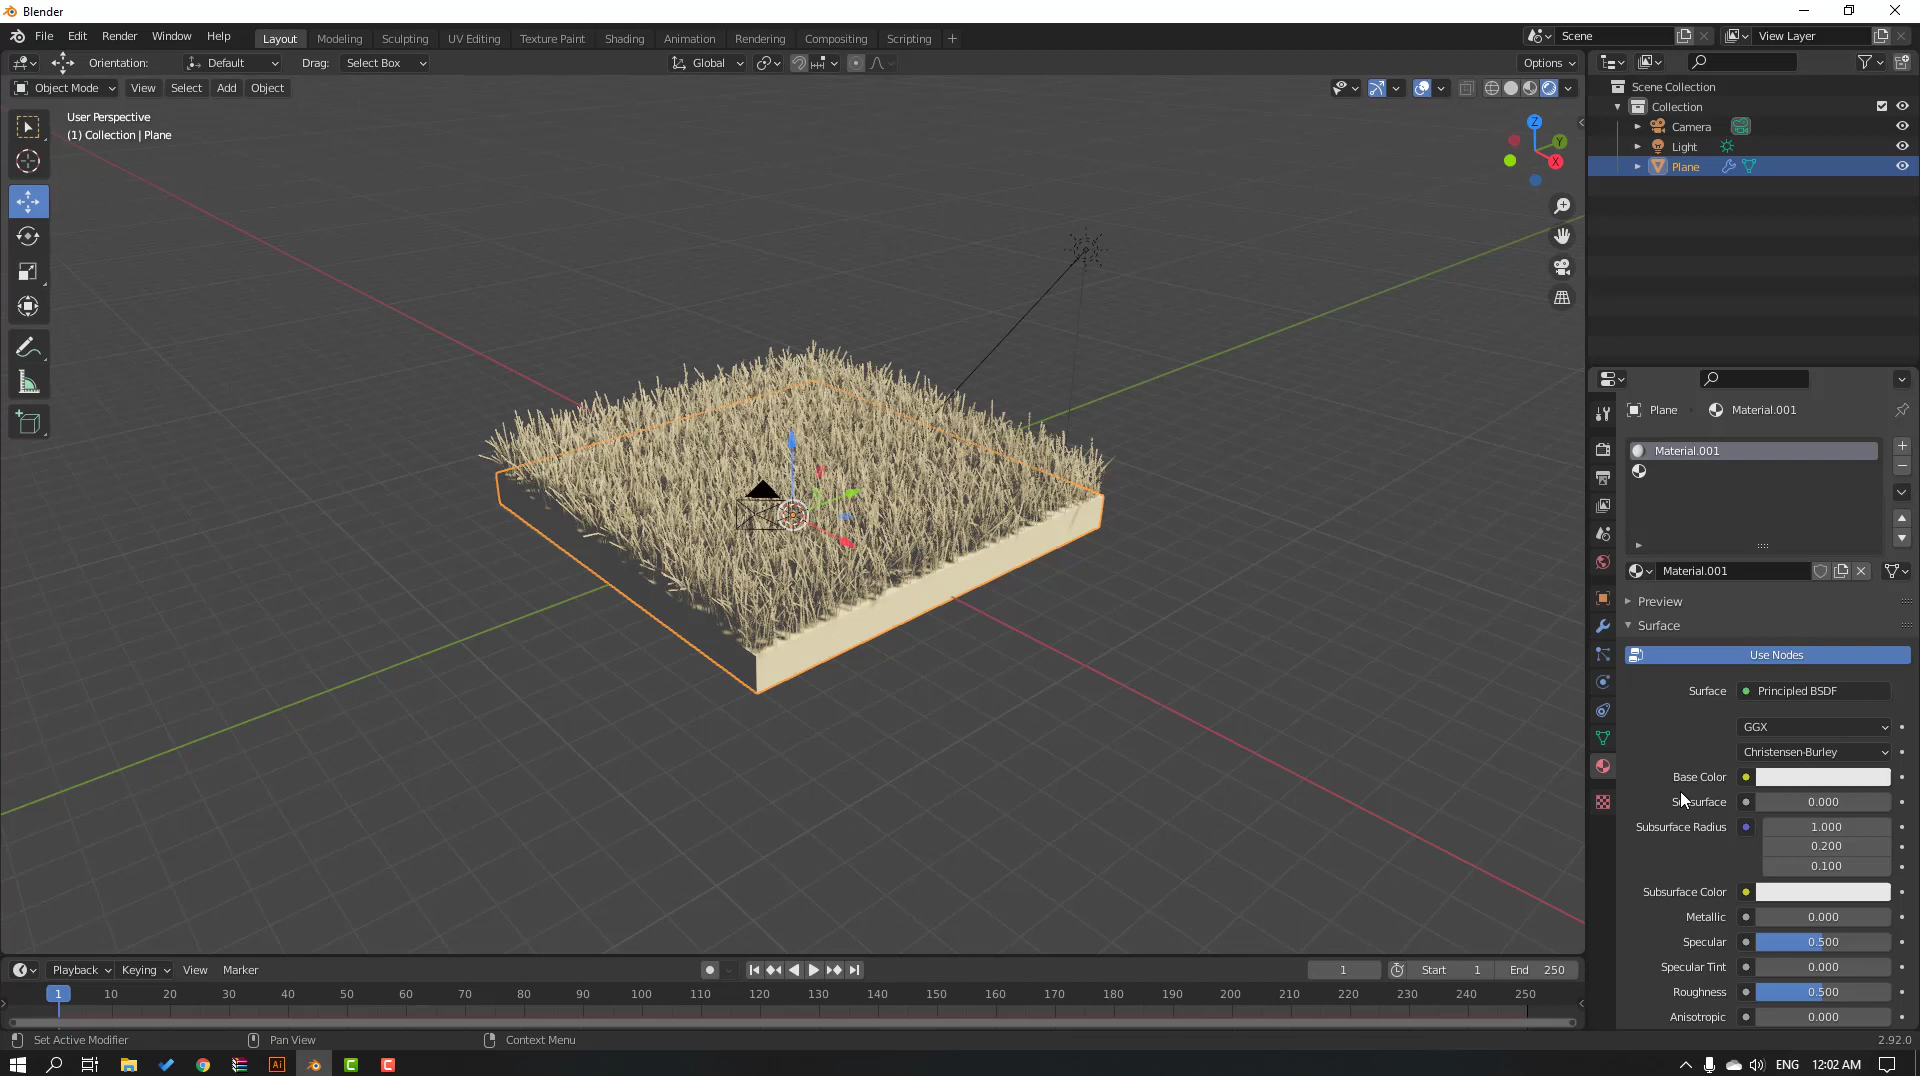 Blender
File Edit Render Window Help
Layout Modeling Sculpting UV Editing Texture Paint Shading Animation Rendering Compositing Scripting +
Scene
View Layer
Orientation: Default Drag: Select Box
Global
Options
Object Mode View Select Add Object
User Perspective
(1) Collection | Plane
Z
Y
X
Scene Collection
Collection
Camera
Light
Plane
Plane Material.001
Material.001
Material.001
Preview
Surface
Use Nodes
Surface Principled BSDF
GGX
Christensen-Burley
Base Color
Subsurface 0.000
Subsurface Radius 1.000
0.200
0.100
Subsurface Color
Metallic 0.000
Specular 0.500
Specular Tint 0.000
Roughness 0.500
Anisotropic 0.000
Playback Keying View Marker
1 Start 1 End 250
1 10 20 30 40 50 60 70 80 90 100 110 120 130 140 150 160 170 180 190 200 210 220 230 240 250
Set Active Modifier Pan View Context Menu 2.92.0
Ai
C
C
ENG 12:02 AM